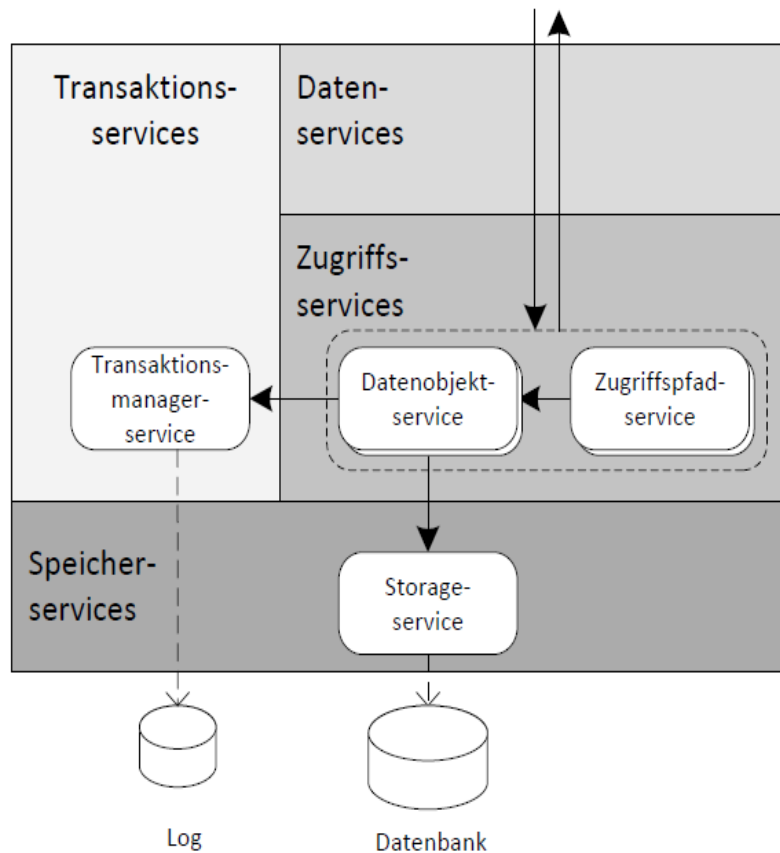 Transaktions-
services
Daten-
services
Zugriffs-
services
Transaktions-
manager-
service
Datenobjekt-
service
Zugriffspfad-
service
Speicher-
services
Storage-
service
Log
Datenbank